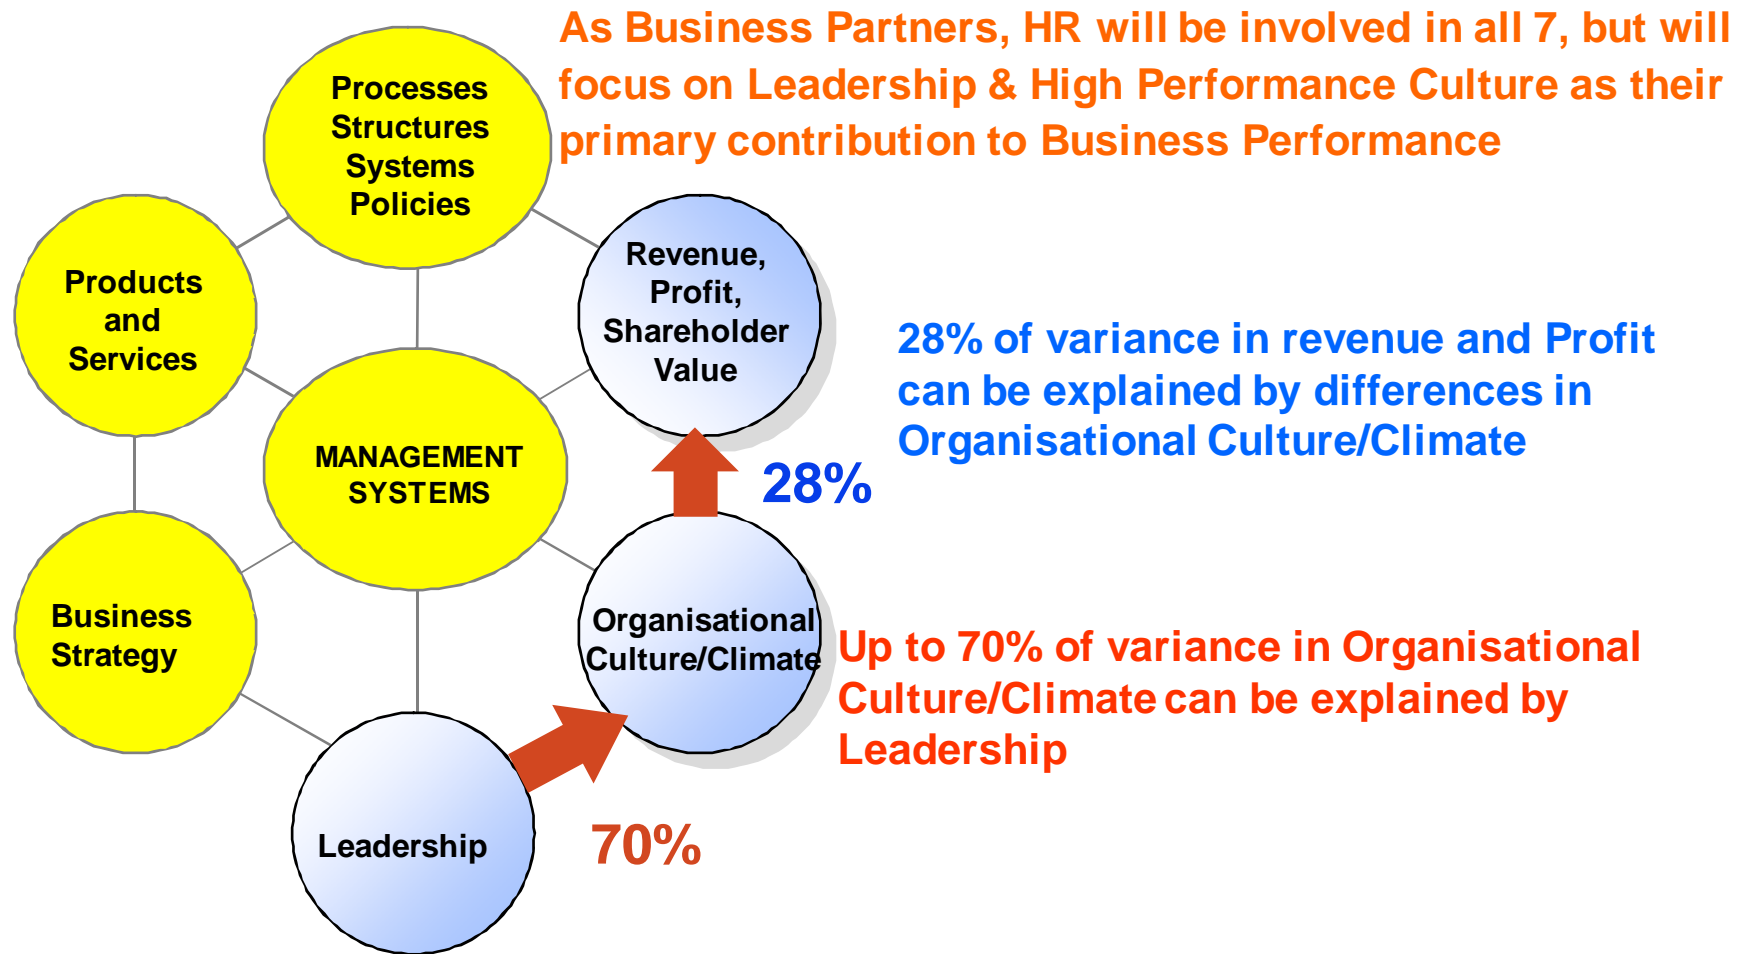 As Business Partners, HR will be involved in all 7, but will
focus on Leadership & High Performance Culture as their
primary contribution to Business Performance
Processes
Structures
Systems
Policies
Products
and
Services
Revenue,
Profit,
Shareholder
Value
28% of variance in revenue and Profit
can be explained by differences in
Organisational Culture/Climate
MANAGEMENT
SYSTEMS
28%
Business
Strategy
Organisational
Culture/Climate
Up to 70% of variance in Organisational
Culture/Climate can be explained by
Leadership
Leadership
70%